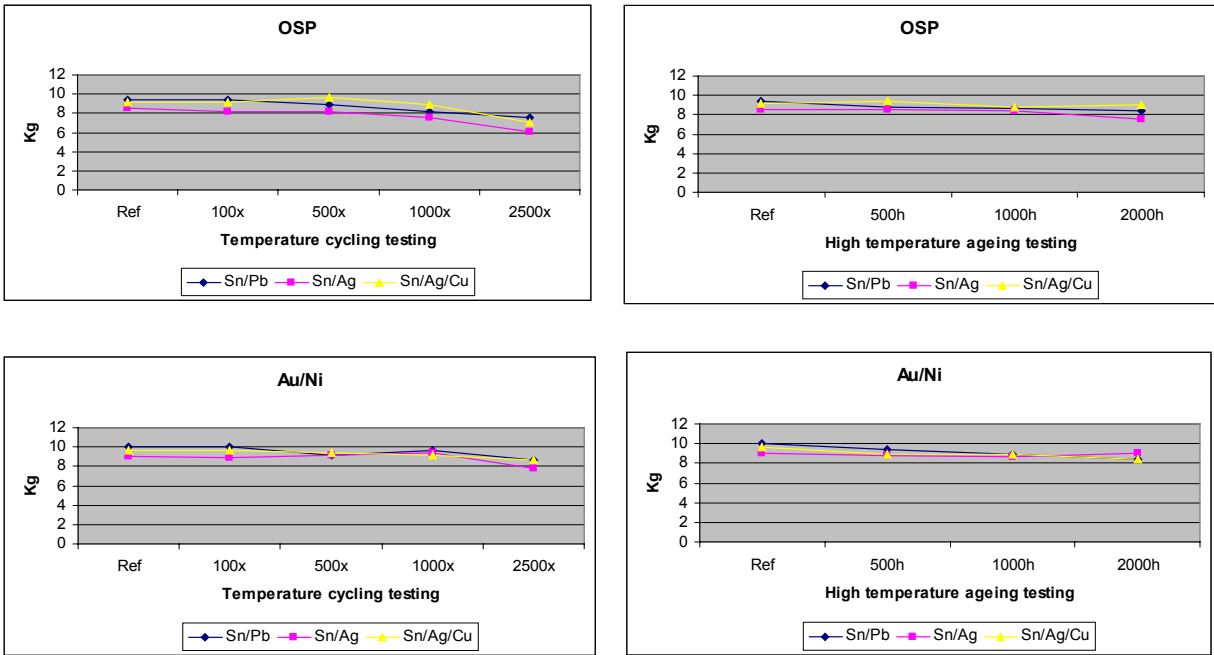 OSP
12
10
8
6
4
2
0
Kg
Ref 100x 500x 1000x 2500x
Temperature cycling testing
Sn/Pb Sn/Ag Sn/Ag/Cu
OSP
12
10
8
6
4
2
0
Kg
Ref 500h 1000h 2000h
High temperature ageing testing
Sn/Pb Sn/Ag Sn/Ag/Cu
Au/Ni
12
10
8
6
4
2
0
Kg
Ref 100x 500x 1000x 2500x
Temperature cycling testing
Sn/Pb Sn/Ag Sn/Ag/Cu
Au/Ni
12
10
8
6
4
2
0
Kg
Ref 500h 1000h 2000h
High temperature ageing testing
Sn/Pb Sn/Ag Sn/Ag/Cu